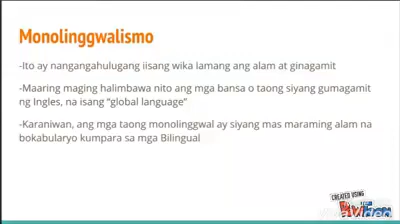 Monolinggwalismo
-Ito ay nangangahulugang iisang wika lamang ang alam at ginagamit
-Maaring maging halimbawa nito ang mga bansa o taong siyang gumagamit
ng Ingles, na isang “global language”
-Karaniwan, ang mga taong monolinggwal ay siyang mas maraming alam na
bokabularyo kumpara sa mga Bilingual
CREATED USING